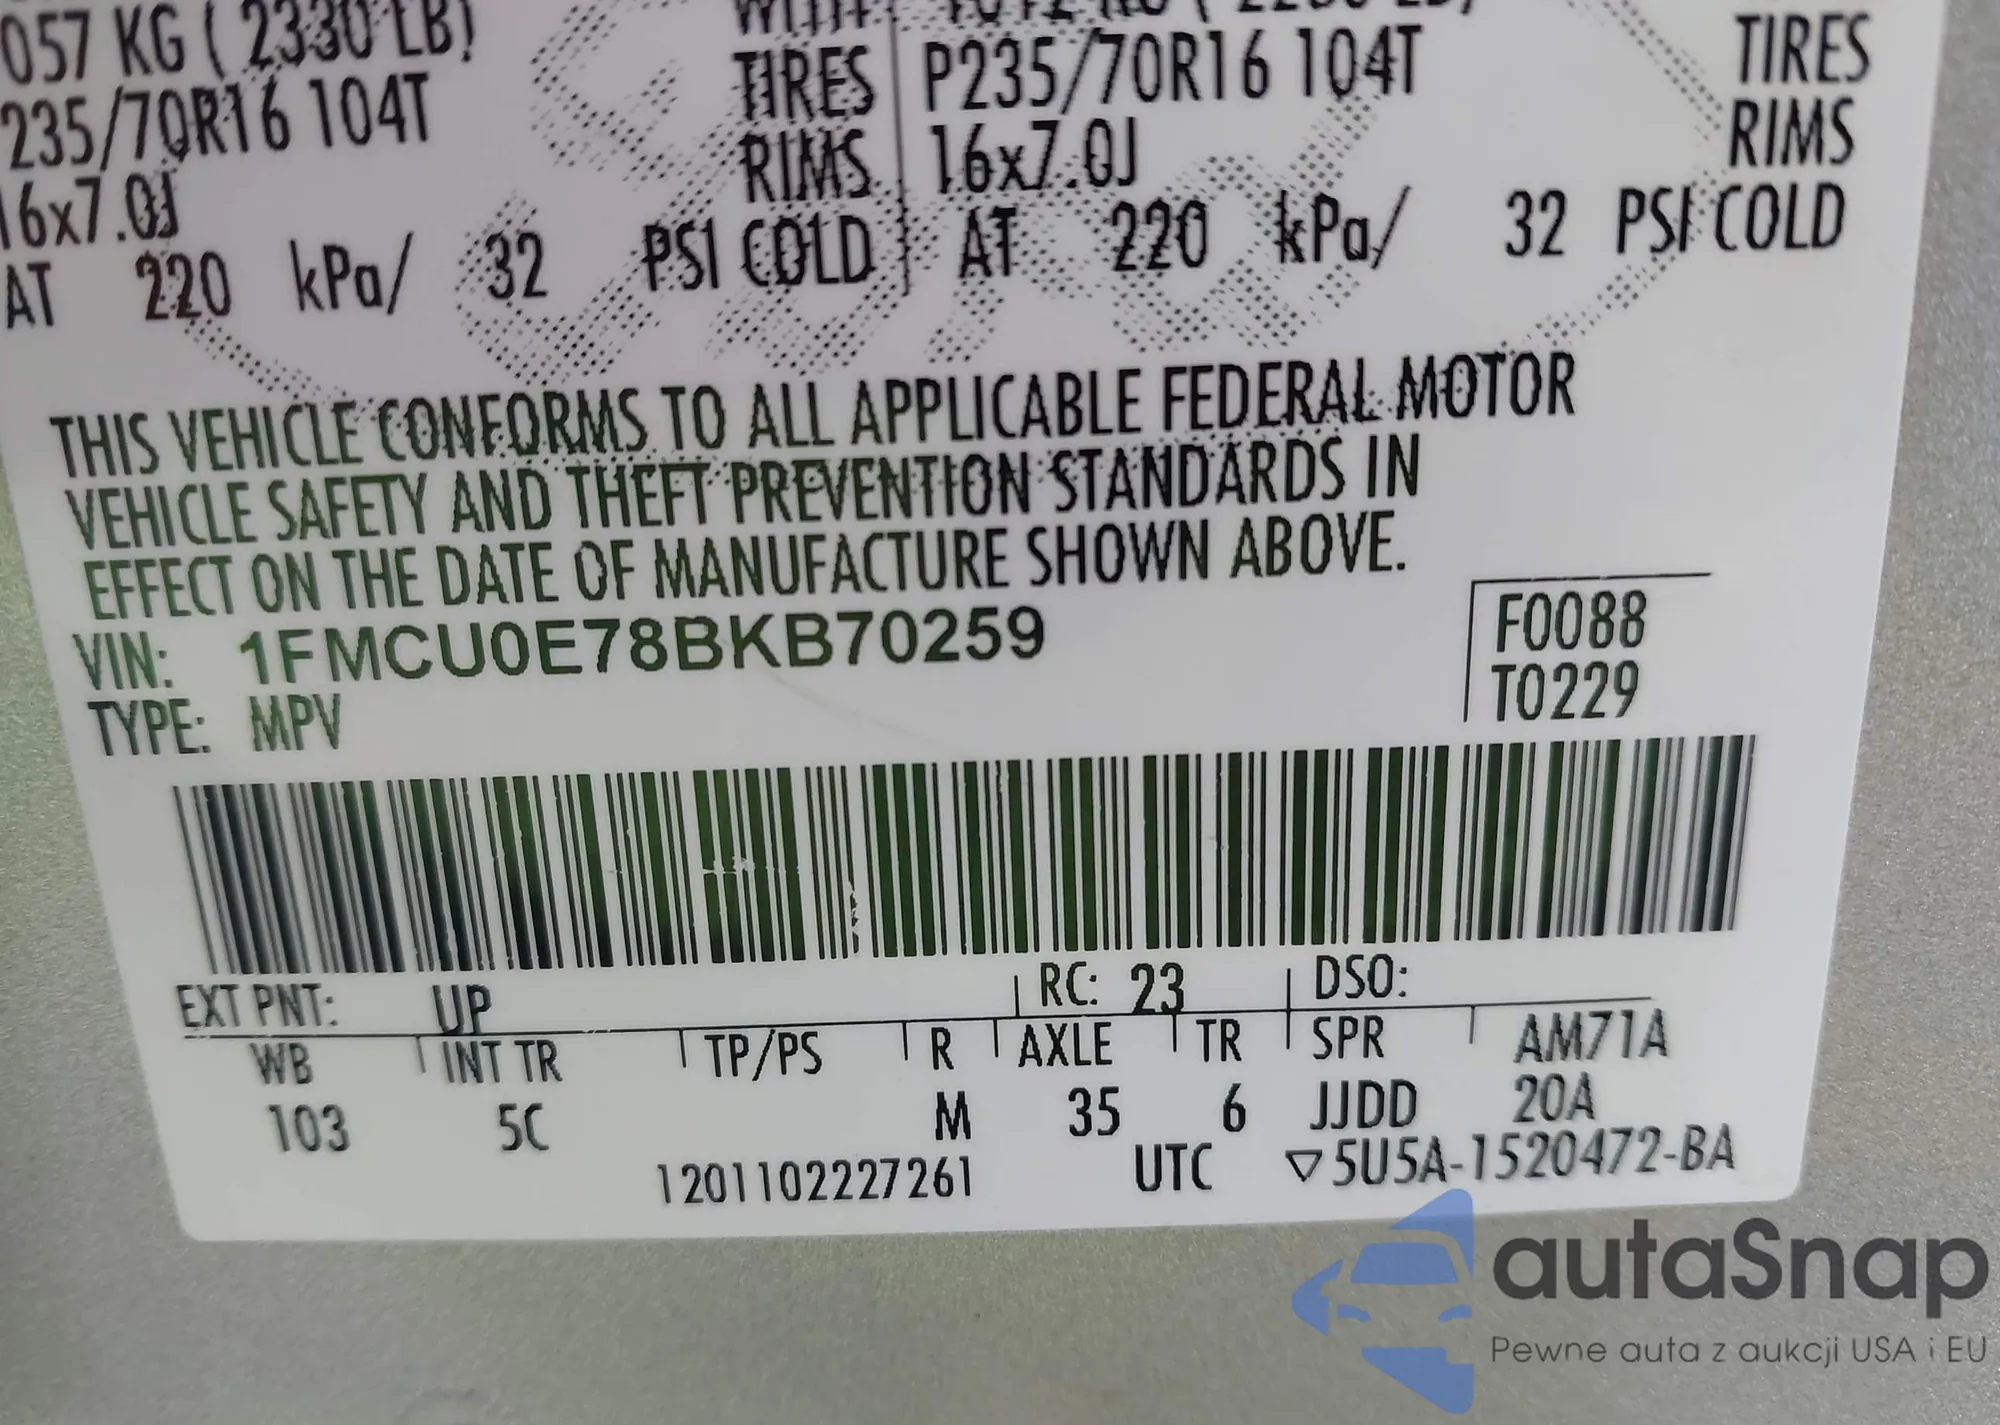 057 KG ( 2330 LB)
235/70R16 104T
16x7.0J
AT 220 kPa/ 32 PSI COLD
WITH
TIRES P235/70R16 104T
RIMS 16x7.0J
AT 220 kPa/ 32 PSI COLD
TIRES
RIMS
THIS VEHICLE CONFORMS TO ALL APPLICABLE FEDERAL MOTOR
VEHICLE SAFETY AND THEFT PREVENTION STANDARDS IN
EFFECT ON THE DATE OF MANUFACTURE SHOWN ABOVE.
VIN: 1FMCU0E78BKB70259
TYPE: MPV
F0088
T0229
EXT PNT: UP RC: 23 DSO:
WB INT TR TP/PS R AXLE TR SPR AM71A
103 5C M 35 6 JJDD 20A
1201102227261 UTC ▽5U5A-1520472-BA
autaSnap
Pewne auta z aukcji USA i EU